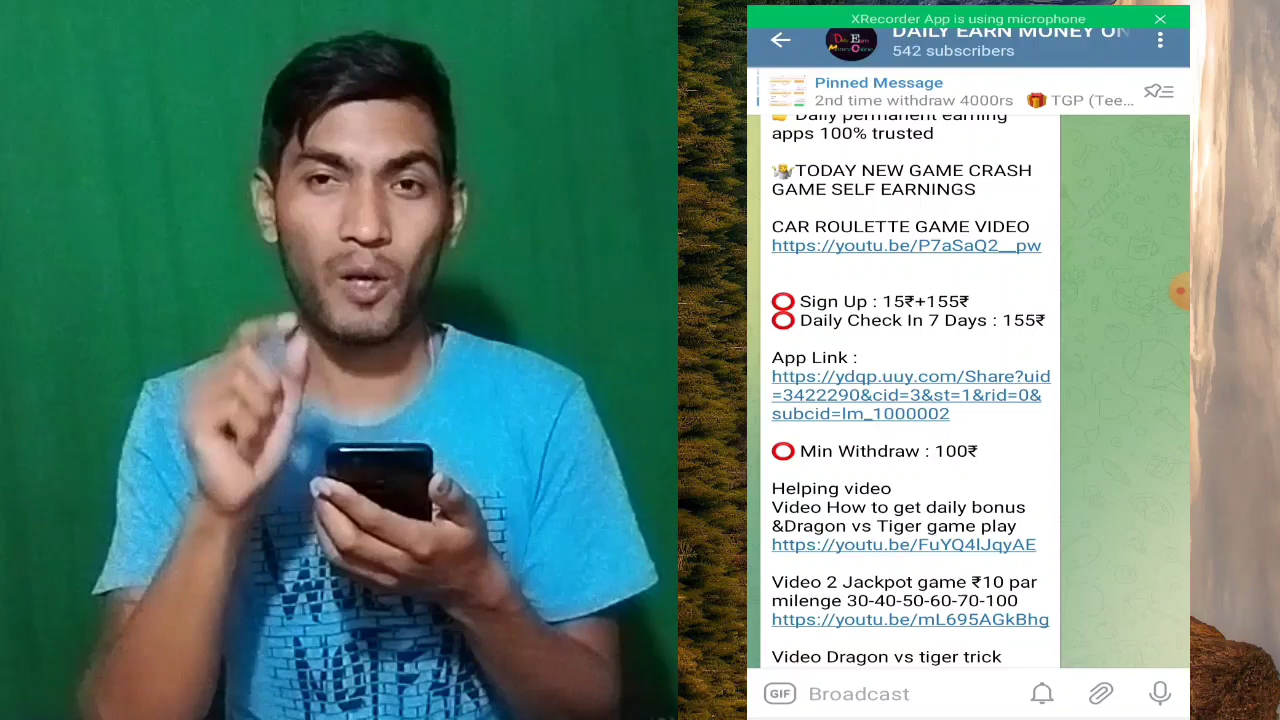 XRecorder App is using microphone
DAILY EARN MONEY ON
542 subscribers
Pinned Message
2nd time withdraw 4000rs 🎁 TGP (Tee...
Daily permanent earning
apps 100% trusted
TODAY NEW GAME CRASH
GAME SELF EARNINGS
CAR ROULETTE GAME VIDEO
https://youtu.be/P7aSaQ2__pw
⭕ Sign Up : 15₹+155₹
⭕ Daily Check In 7 Days : 155₹
App Link :
https://ydqp.uuy.com/Share?uid
=3422290&cid=3&st=1&rid=0&
subcid=lm_1000002
⭕ Min Withdraw : 100₹
Helping video
Video How to get daily bonus
&Dragon vs Tiger game play
https://youtu.be/FuYQ4lJqyAE
Video 2 Jackpot game ₹10 par
milenge 30-40-50-60-70-100
https://youtu.be/mL695AGkBhg
Video Dragon vs tiger trick
GIF Broadcast